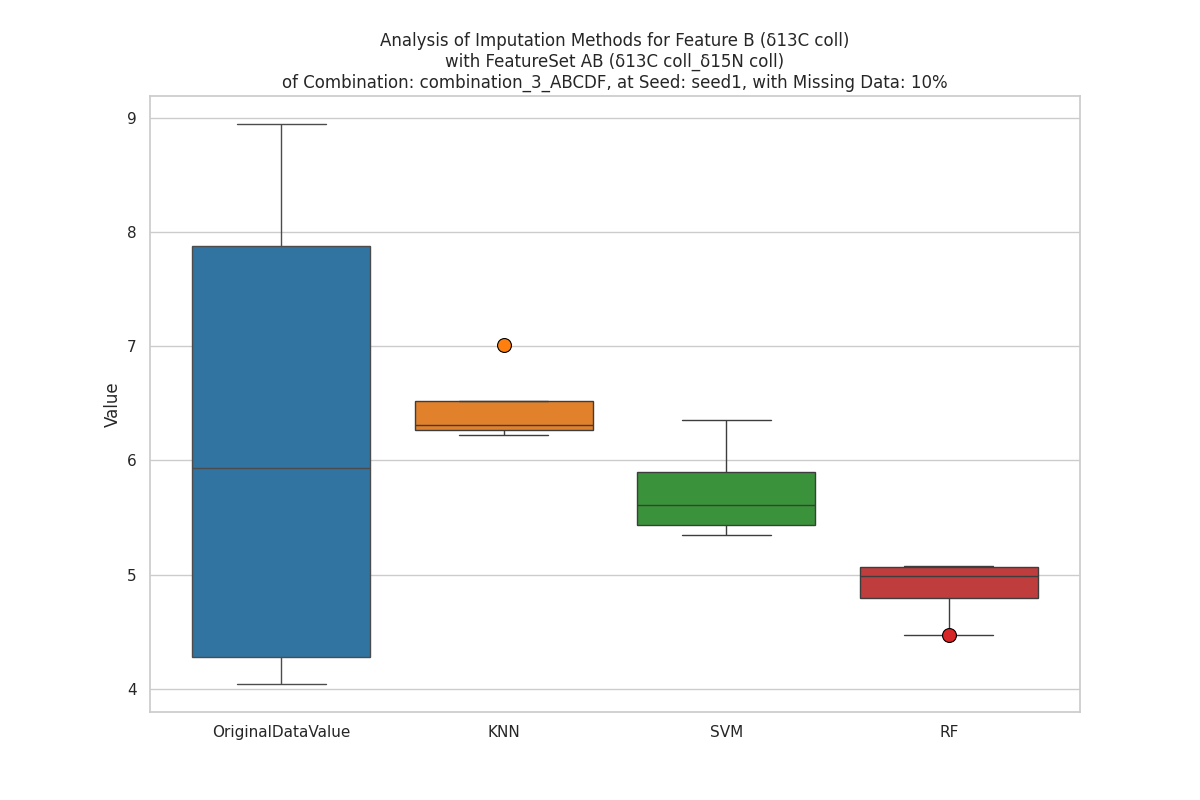 Analysis of Imputation Methods for Feature B (δ13C coll)
with FeatureSet AB (δ13C coll_δ15N coll)
of Combination: combination_3_ABCDF, at Seed: seed1, with Missing Data: 10%
9
8
7
6
5
4
Value
OriginalDataValue
KNN
SVM
RF